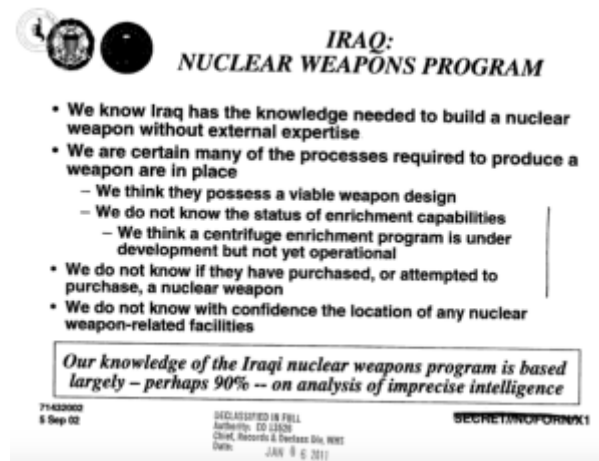 IRAQ:
NUCLEAR WEAPONS PROGRAM
• We know Iraq has the knowledge needed to build a nuclear
weapon without external expertise
• We are certain many of the processes required to produce a
weapon are in place
– We think they possess a viable weapon design
– We do not know the status of enrichment capabilities
– We think a centrifuge enrichment program is under
development but not yet operational
• We do not know if they have purchased, or attempted to
purchase, a nuclear weapon
• We do not know with confidence the location of any nuclear
weapon-related facilities
Our knowledge of the Iraqi nuclear weapons program is based
largely – perhaps 90% -- on analysis of imprecise intelligence
71432002
5 Sep 02
DECLASSIFIED IN FULL
Authority: EO 13526
Chief, Records & Declass Div, WHS
Date: JAN 6 2011
SECRET//NOFORN/X1